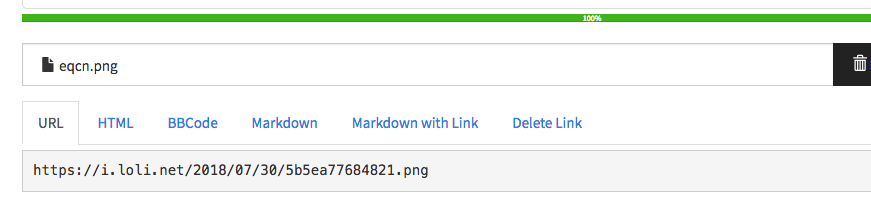 100%
eqcn.png
URL HTML BBCode Markdown Markdown with Link Delete Link
https://i.loli.net/2018/07/30/5b5ea77684821.png